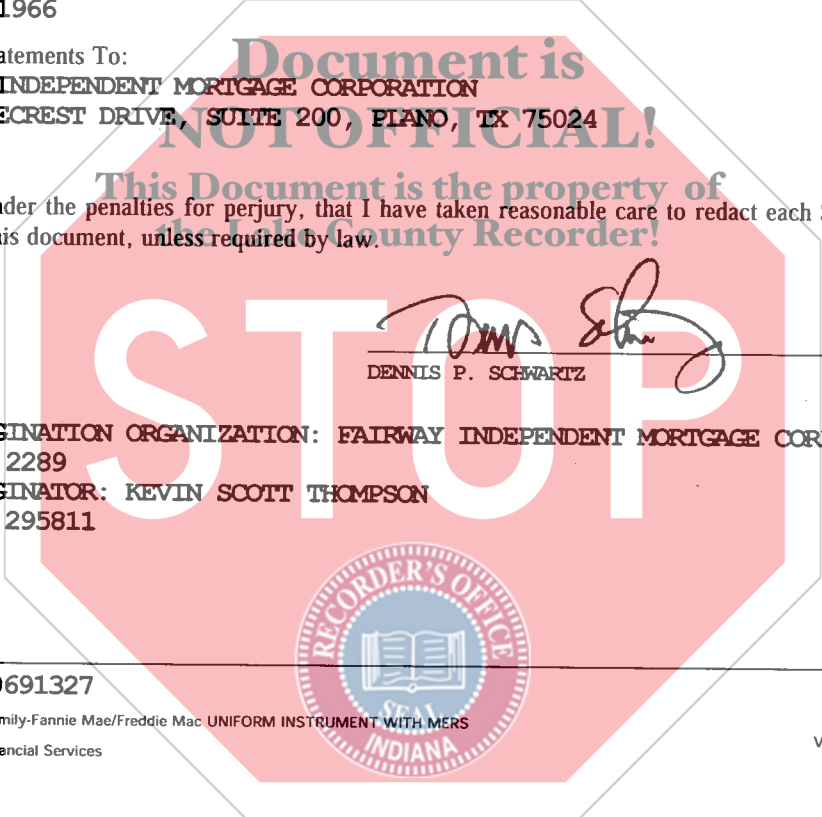 1966
atements To:
Document is
INDEPENDENT MORTGAGE CORPORATION
ECREST DRIVE, SUITE 200, PLANO, TX 75024
NOT OFFICIAL!
This Document is the property of
der the penalties for perjury, that I have taken reasonable care to redact each
is document, unless required by law.
the Lake County Recorder!
STOP
DENNIS P. SCHWARTZ
GINATION ORGANIZATION: FAIRWAY INDEPENDENT MORTGAGE COR
2289
GINATOR: KEVIN SCOTT THOMPSON
295811
RECORDER'S OFFICE
SEAL
INDIANA
691327
mily-Fannie Mae/Freddie Mac UNIFORM INSTRUMENT WITH MERS
ancial Services
V